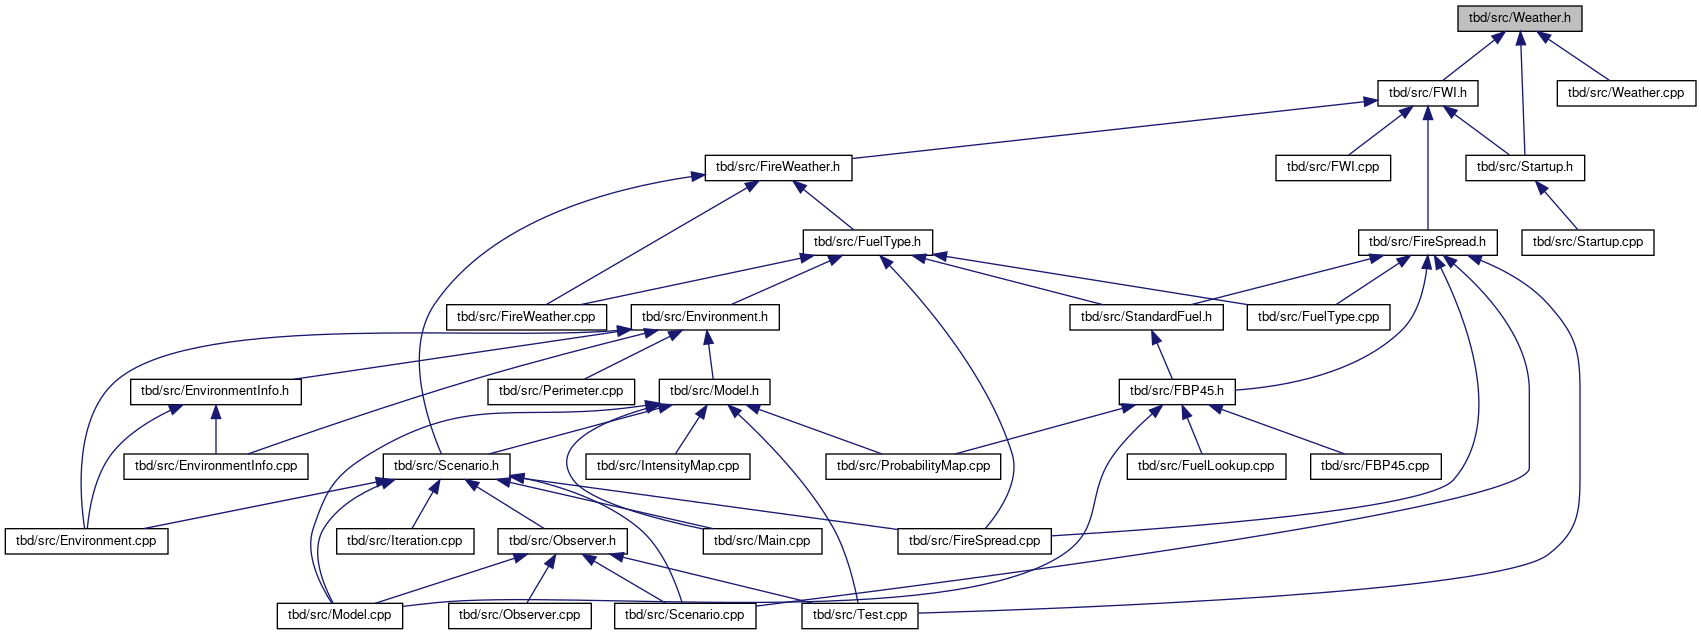 tbd/src/Weather.h
tbd/src/FWI.h
tbd/src/Weather.cpp
tbd/src/FireWeather.h
tbd/src/FWI.cpp
tbd/src/Startup.h
tbd/src/FuelType.h
tbd/src/FireSpread.h
tbd/src/Startup.cpp
tbd/src/FireWeather.cpp
tbd/src/Environment.h
tbd/src/StandardFuel.h
tbd/src/FuelType.cpp
tbd/src/EnvironmentInfo.h
tbd/src/Perimeter.cpp
tbd/src/Model.h
tbd/src/FBP45.h
tbd/src/EnvironmentInfo.cpp
tbd/src/Scenario.h
tbd/src/IntensityMap.cpp
tbd/src/ProbabilityMap.cpp
tbd/src/FuelLookup.cpp
tbd/src/FBP45.cpp
tbd/src/Environment.cpp
tbd/src/Iteration.cpp
tbd/src/Observer.h
tbd/src/Main.cpp
tbd/src/FireSpread.cpp
tbd/src/Model.cpp
tbd/src/Observer.cpp
tbd/src/Scenario.cpp
tbd/src/Test.cpp